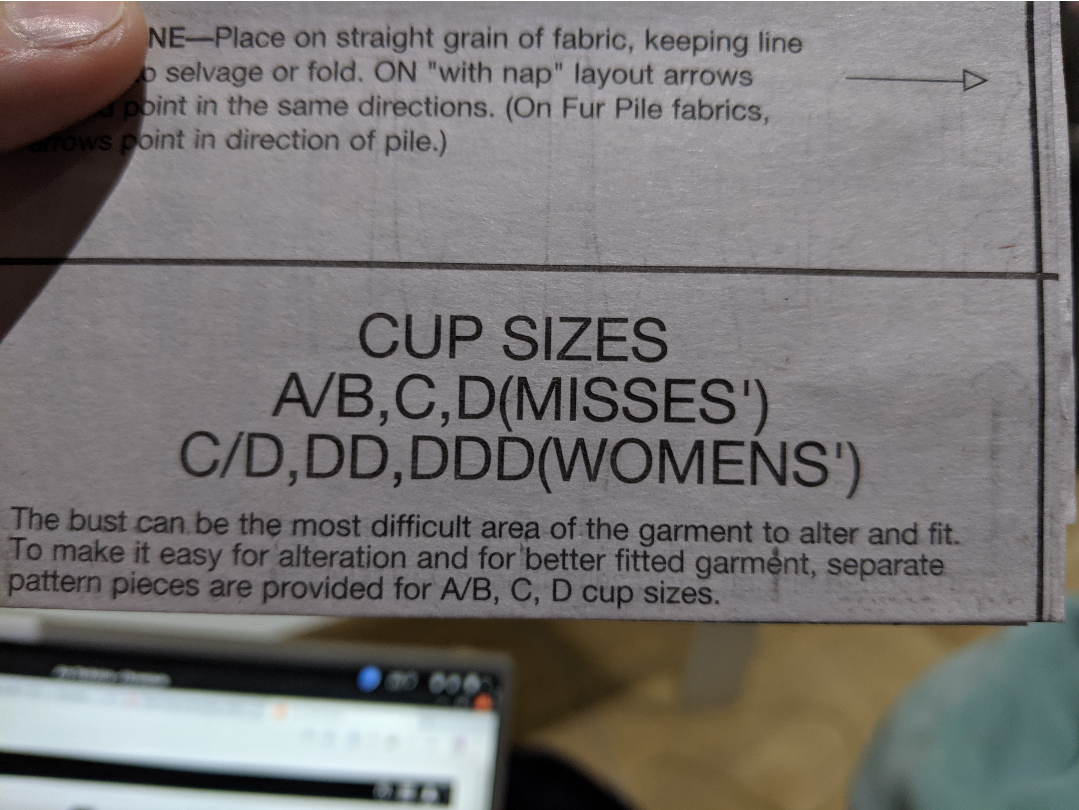 NE—Place on straight grain of fabric, keeping line
o selvage or fold. ON "with nap" layout arrows
point in the same directions. (On Fur Pile fabrics,
arrows point in direction of pile.)
CUP SIZES
A/B,C,D(MISSES')
C/D,DD,DDD(WOMENS')
The bust can be the most difficult area of the garment to alter and fit.
To make it easy for alteration and for better fitted garment, separate
pattern pieces are provided for A/B, C, D cup sizes.